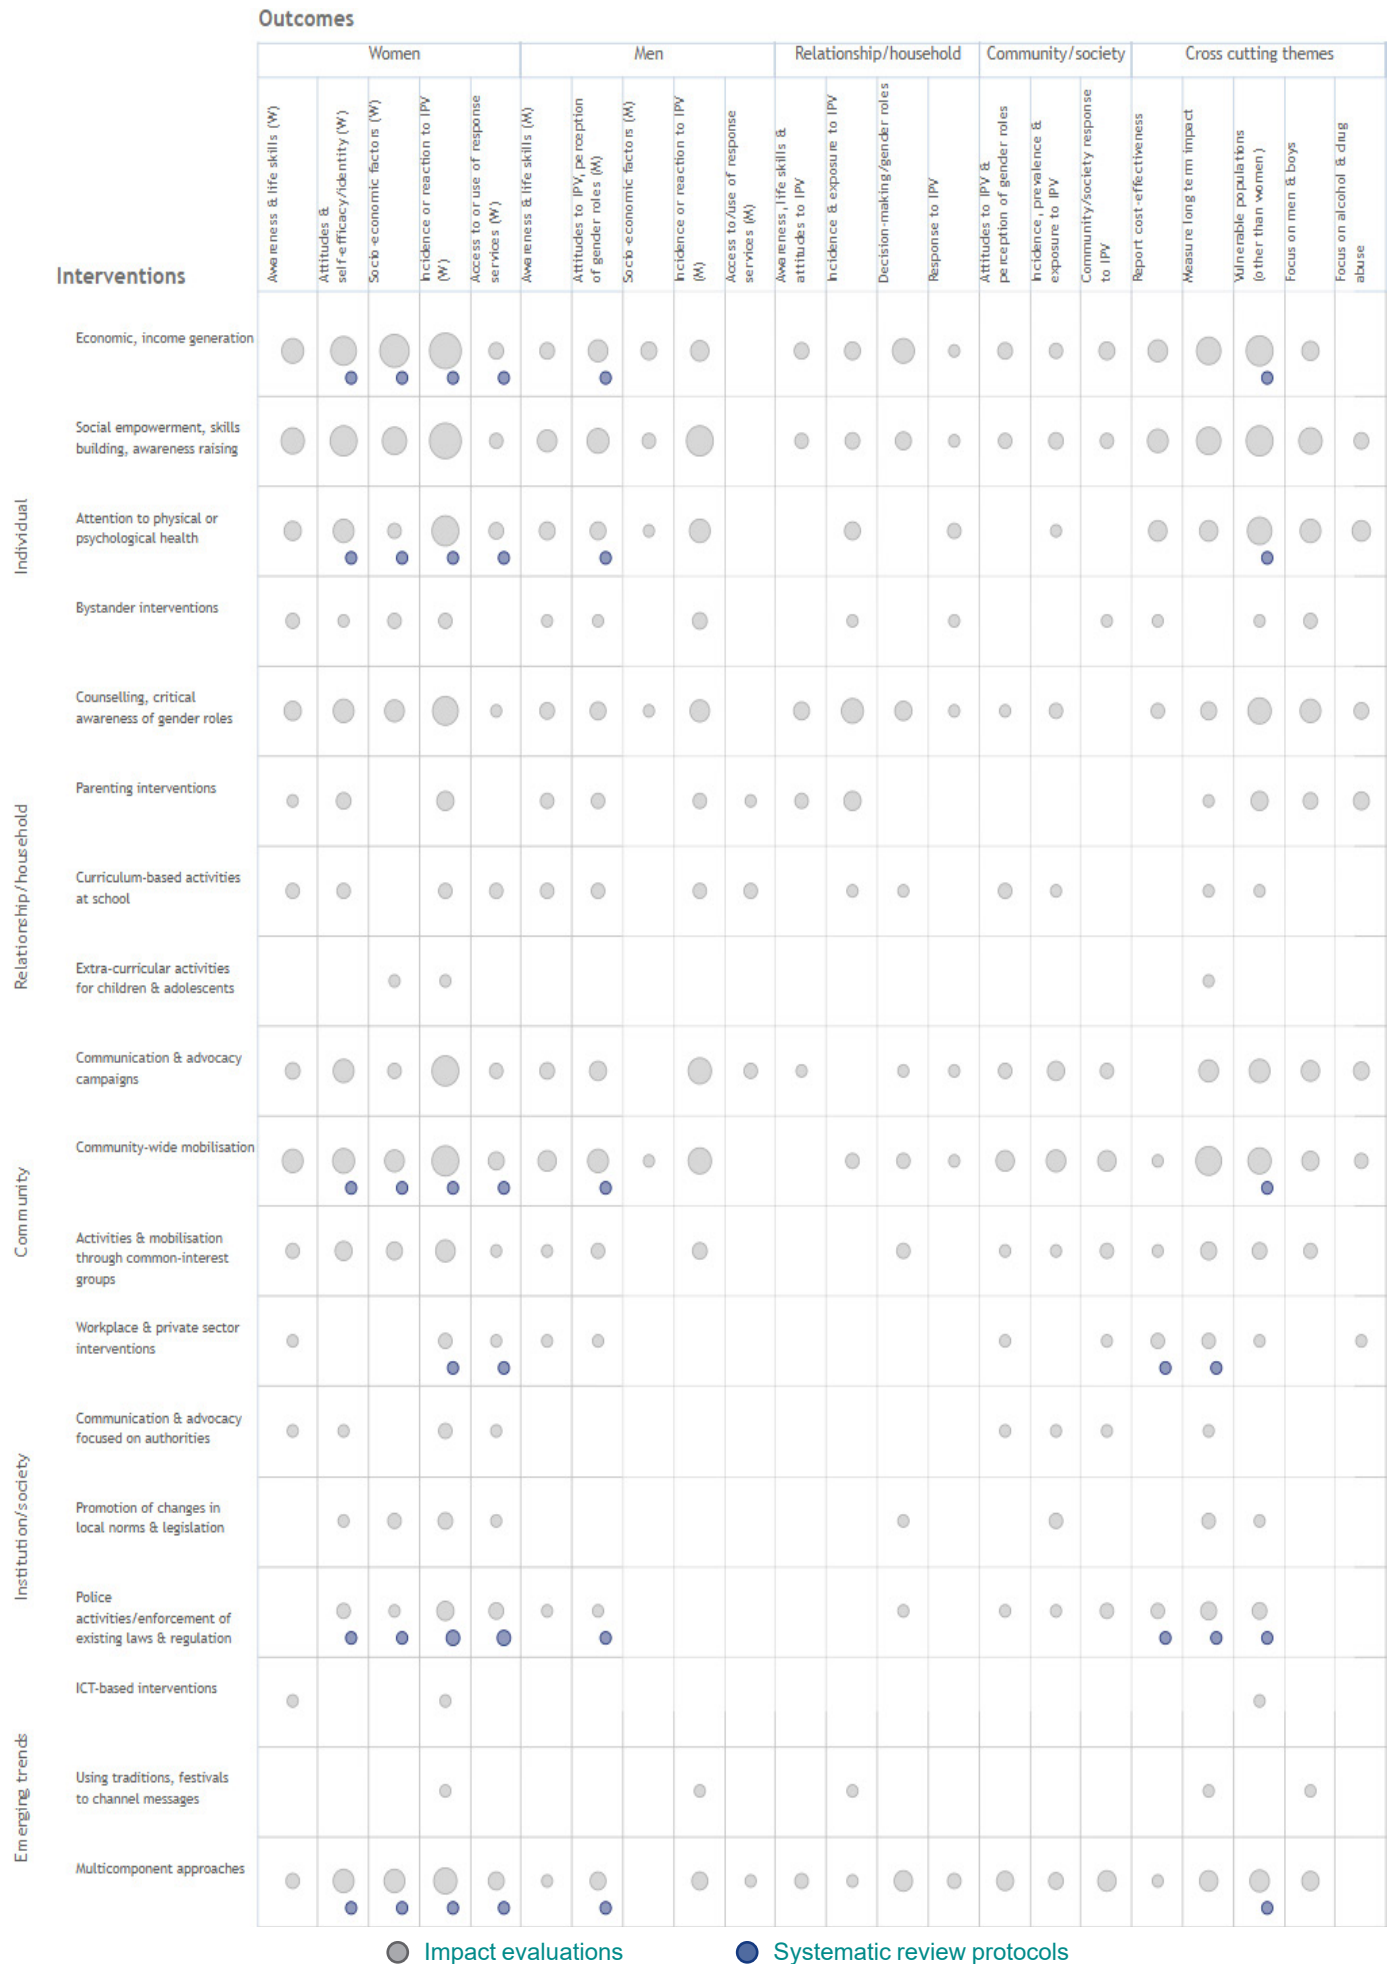 Outcomes
Women
Men
Relationship/household
Community/society
Cross cutting themes
Awareness & life skills (W)
Attitudes &
self-efficacy/identity (W)
Socio-economic factors (W)
Incidence or reaction to IPV
(W)
Access to or use of response
services (W)
Awareness & life skills (M)
Attitudes to IPV, perception
of gender roles (M)
Socio-economic factors (M)
Incidence or reaction to IPV
(M)
Access to/use of response
services (M)
Awareness, life skills &
attitudes to IPV
Incidence & exposure to IPV
Decision-making/gender roles
Response to IPV
Attitudes to IPV &
perception of gender roles
Incidence, prevalence &
exposure to IPV
Community/society response
to IPV
Report cost-effectiveness
Measure long term impact
Vulnerable populations
(other than women)
Focus on men & boys
Focus on alcohol & drug
abuse
Interventions
Individual
Economic, income generation
Social empowerment, skills
building, awareness raising
Attention to physical or
psychological health
Bystander interventions
Relationship/household
Counselling, critical
awareness of gender roles
Parenting interventions
Curriculum-based activities
at school
Extra-curricular activities
for children & adolescents
Community
Communication & advocacy
campaigns
Community-wide mobilisation
Activities & mobilisation
through common-interest
groups
Workplace & private sector
interventions
Institution/society
Communication & advocacy
focused on authorities
Promotion of changes in
local norms & legislation
Police
activities/enforcement of
existing laws & regulation
Emerging trends
ICT-based interventions
Using traditions, festivals
to channel messages
Multicomponent approaches
Impact evaluations
Systematic review protocols